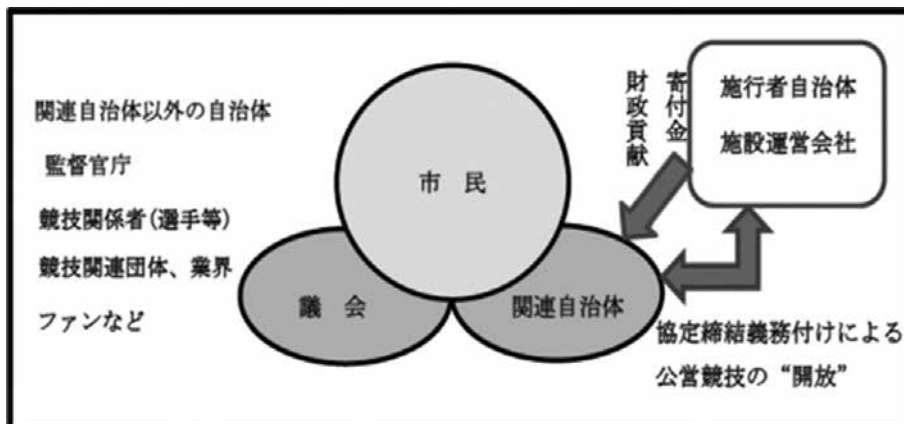 関連自治体以外の自治体
監督官庁
競技関係者(選手等)
競技関連団体、業界
ファンなど
市 民
議 会
関連自治体
寄付金
財政貢献
施行者自治体
施設運営会社
協定締結義務付けによる
公営競技の“開放”